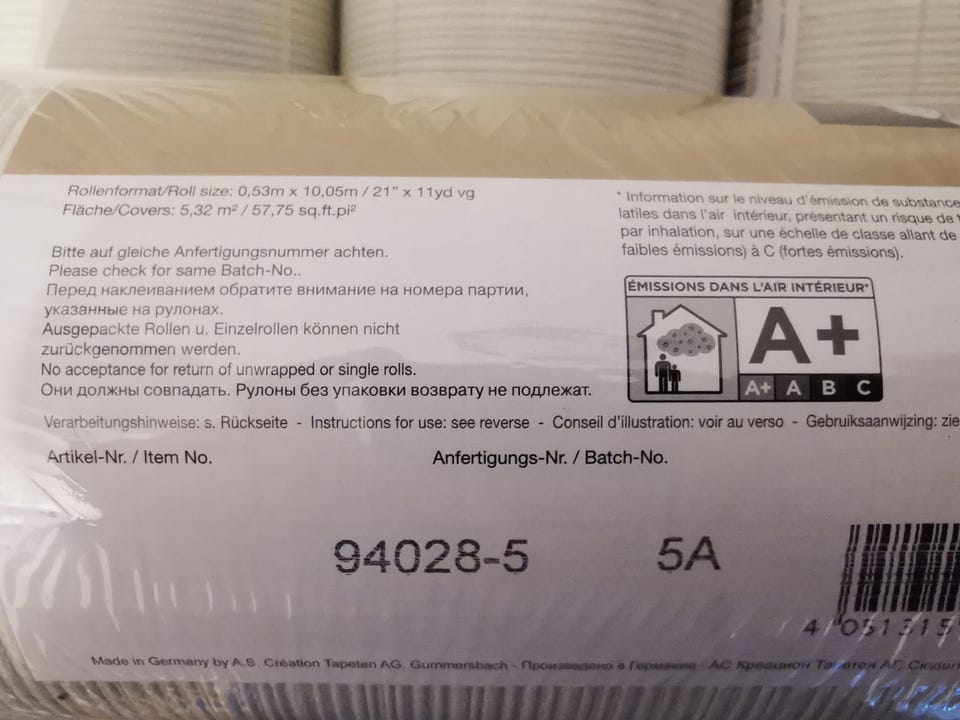 Rollenformat/Roll size: 0,53m x 10,05m / 21" x 11yd vg
Fläche/Covers: 5,32 m² / 57,75 sq.ft.pi²
Bitte auf gleiche Anfertigungsnummer achten.
Please check for same Batch-No..
Перед наклеиванием обратите внимание на номера партии,
указанные на рулонах.
Ausgepackte Rollen u. Einzelrollen können nicht
zurückgenommen werden.
No acceptance for return of unwrapped or single rolls.
Они должны совпадать. Рулоны без упаковки возврату не подлежат.
* Information sur le niveau d'émission de substance
latiles dans l'air intérieur, présentant un risque de
par inhalation, sur une échelle de classe allant de
faibles émissions) à C (fortes émissions).
ÉMISSIONS DANS L'AIR INTÉRIEUR*
A+
A+ A B C
Verarbeitungshinweise: s. Rückseite - Instructions for use: see reverse - Conseil d'illustration: voir au verso - Gebruiksaanwijzing: zie
Artikel-Nr. / Item No.
Anfertigungs-Nr. / Batch-No.
94028-5
5A
4 051315
Made in Germany by A.S. Création Tapeten AG, Gummersbach - Произведено в Германии АС Креацион Тапетен АГ,